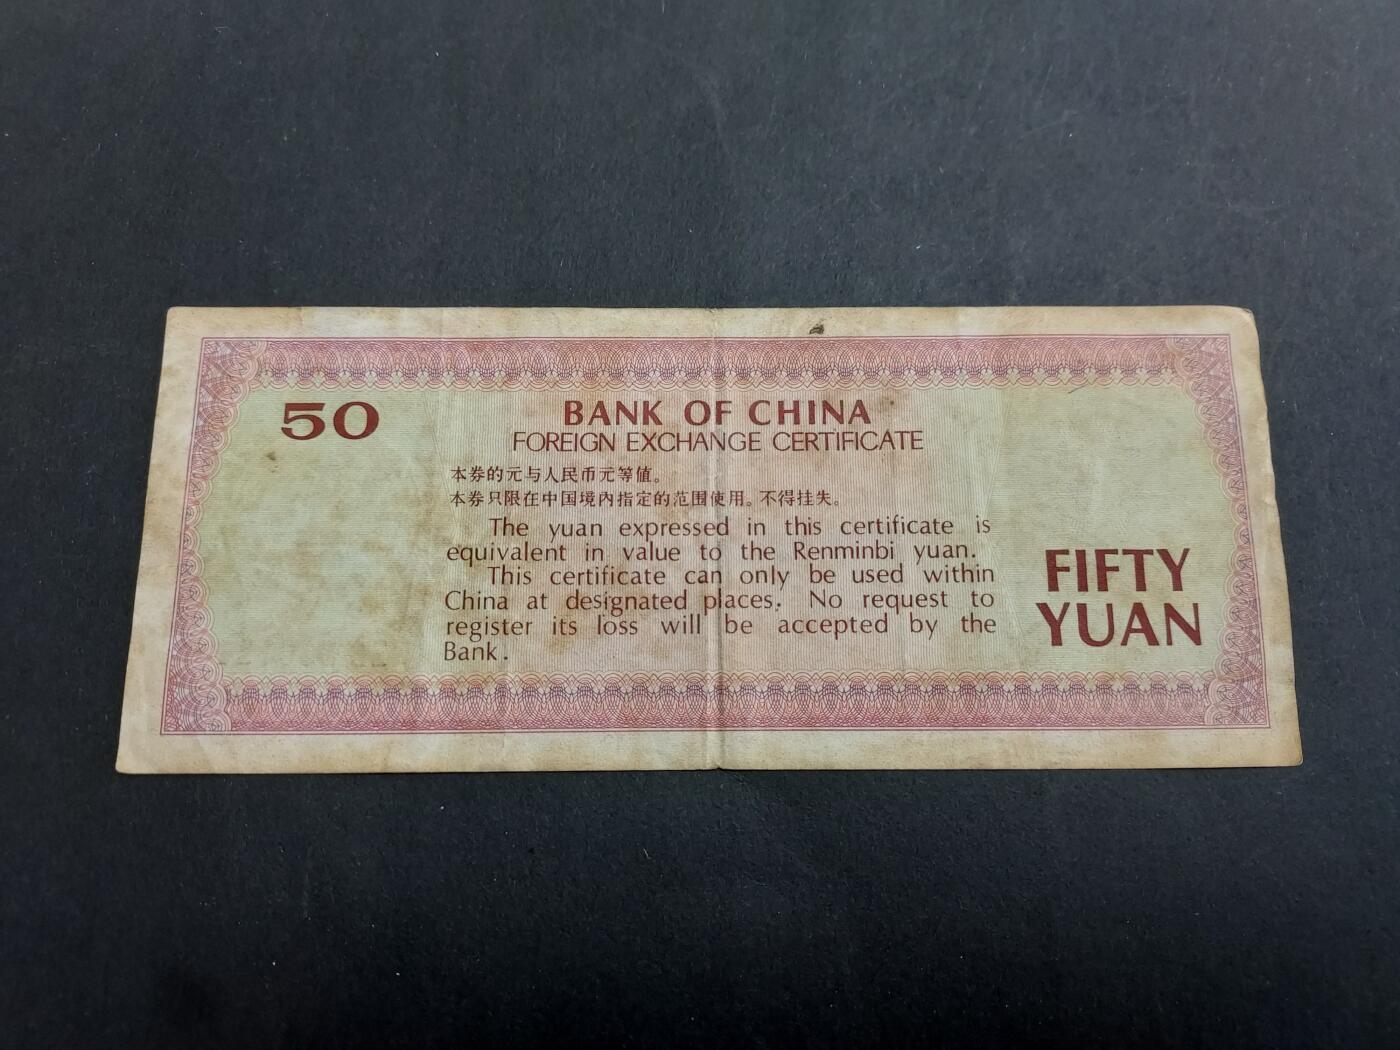 50
BANK OF CHINA
FOREIGN EXCHANGE CERTIFICATE
本券的元与人民币元等值。
本券只限在中国境内指定的范围使用。不得挂失。
The yuan expressed in this certificate is
equivalent in value to the Renminbi yuan.
This certificate can only be used within
China at designated places. No request to
register its loss will be accepted by the
Bank.
FIFTY
YUAN